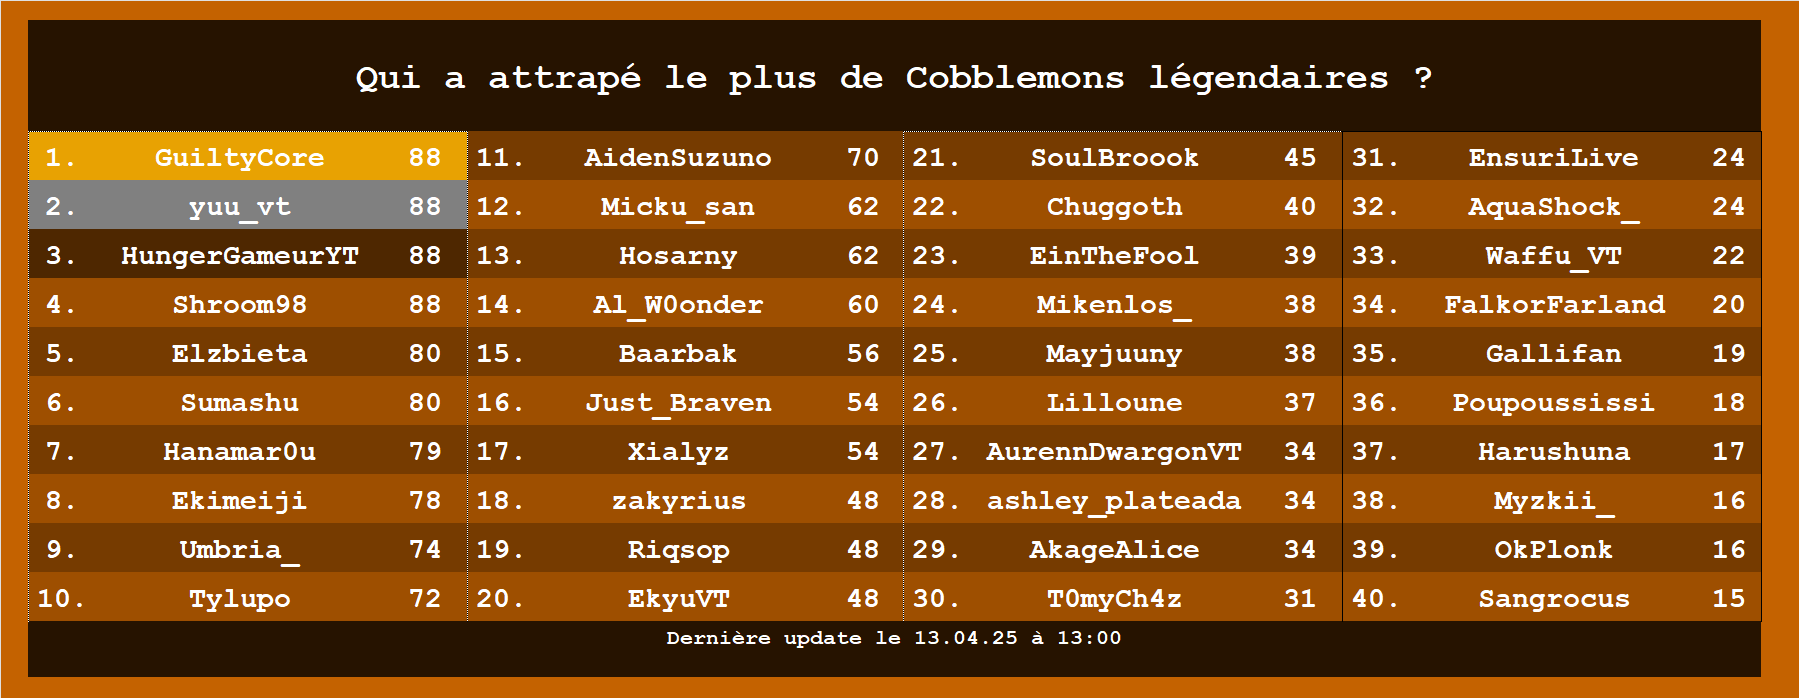 Qui a attrapé le plus de Cobblemons légendaires ?
1. GuiltyCore 88
2. yuu_vt 88
3. HungerGameurYT 88
4. Shroom98 88
5. Elzbieta 80
6. Sumashu 80
7. Hanamar0u 79
8. Ekimeiji 78
9. Umbria_ 74
10. Tylupo 72
11. AidenSuzuno 70
12. Micku_san 62
13. Hosarny 62
14. Al_W0onder 60
15. Baarbak 56
16. Just_Braven 54
17. Xialyz 54
18. zakyrius 48
19. Riqsop 48
20. EkyuVT 48
21. SoulBroook 45
22. Chuggoth 40
23. EinTheFool 39
24. Mikenlos_ 38
25. Mayjuuny 38
26. Lilloune 37
27. AurennDwargonVT 34
28. ashley_plateada 34
29. AkageAlice 34
30. T0myCh4z 31
31. EnsuriLive 24
32. AquaShock_ 24
33. Waffu_VT 22
34. FalkorFarland 20
35. Gallifan 19
36. Poupoussissi 18
37. Harushuna 17
38. Myzkii_ 16
39. OkPlonk 16
40. Sangrocus 15
Dernière update le 13.04.25 à 13:00